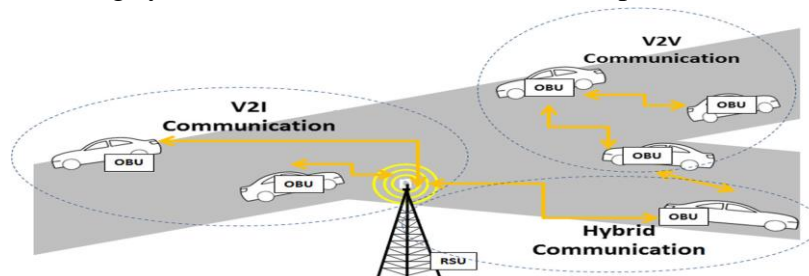 V2V
Communication
OBU
OBU
V2I
Communication
OBU
OBU
OBU
OBU
Hybrid
Communication
RSU